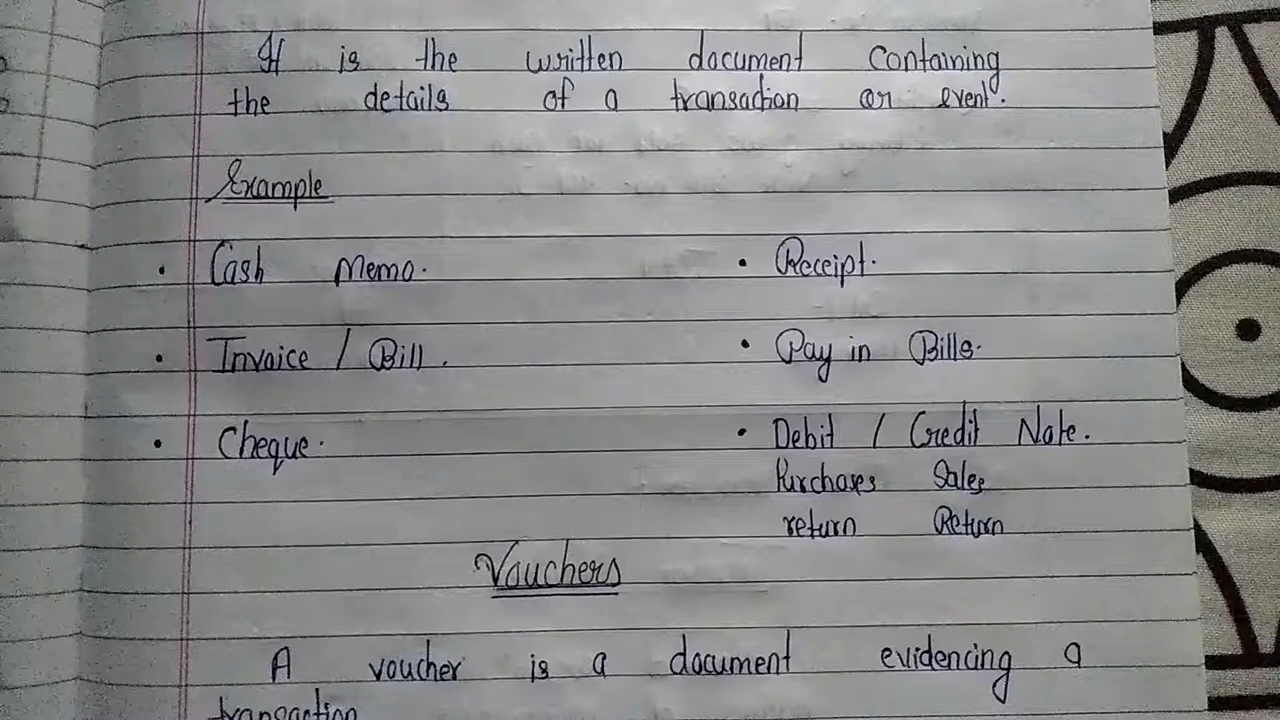 It is the written document containing
the details of a transaction or event.
Example
• Cash Memo.
• Receipt.
• Invoice / Bill.
• Pay in Bills.
• Cheque.
• Debit / Credit Note.
Purchases Sales
return Return
Vouchers
A voucher is a document evidencing a
transaction